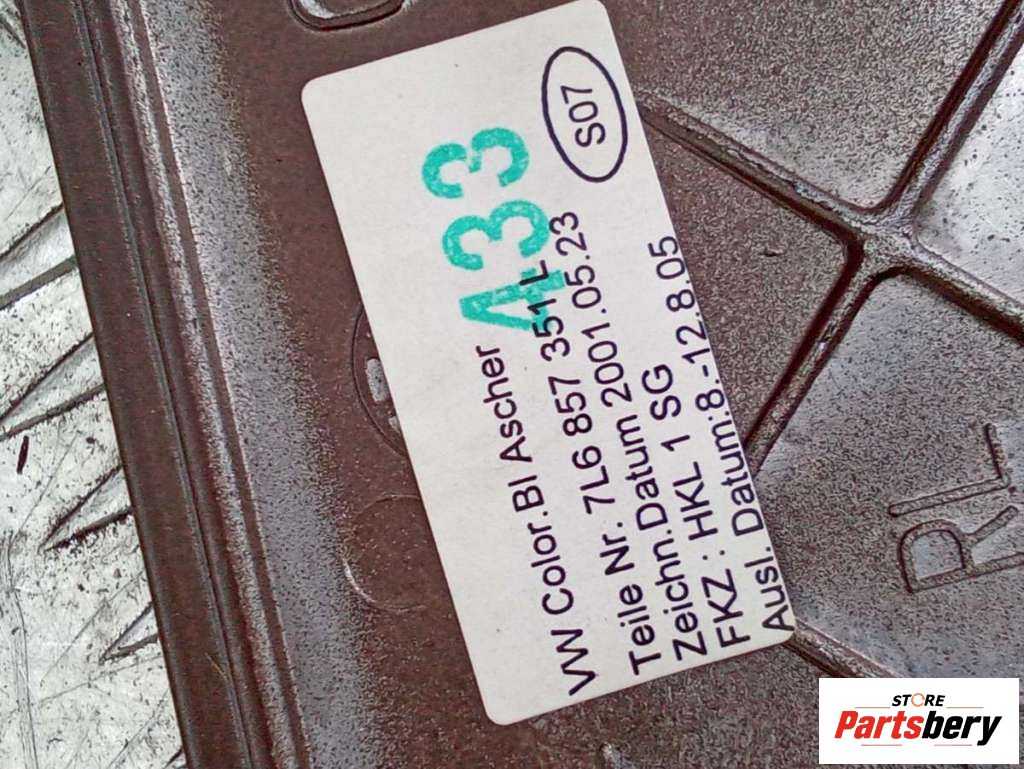 VW Color.Bl Ascher
Teile Nr. 7L6 857 351 L
Zeichn.Datum 2001.05.23
FKZ : HKL 1 SG
Ausl. Datum:8.-12.8.05
433
S07
RL
STORE
Partsbery